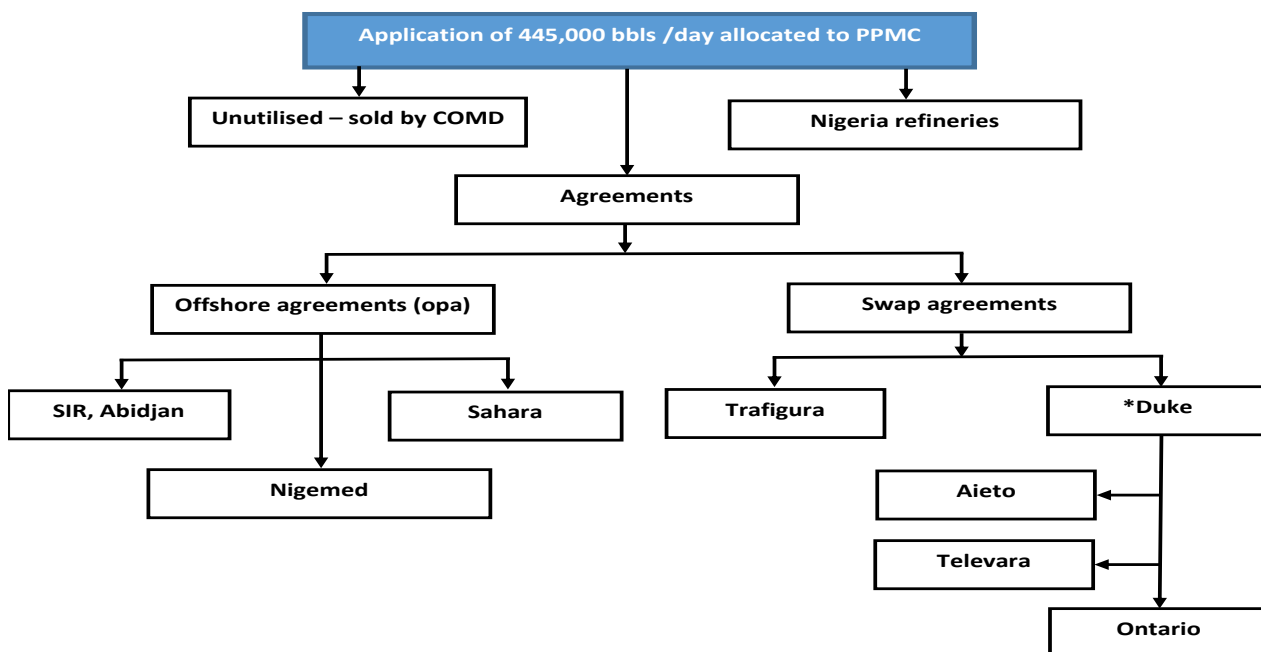 Application of 445,000 bbls /day allocated to PPMC
Unutilised – sold by COMD
Nigeria refineries
Agreements
Offshore agreements (opa)
Swap agreements
SIR, Abidjan
Sahara
Trafigura
*Duke
Nigemed
Aieto
Televara
Ontario